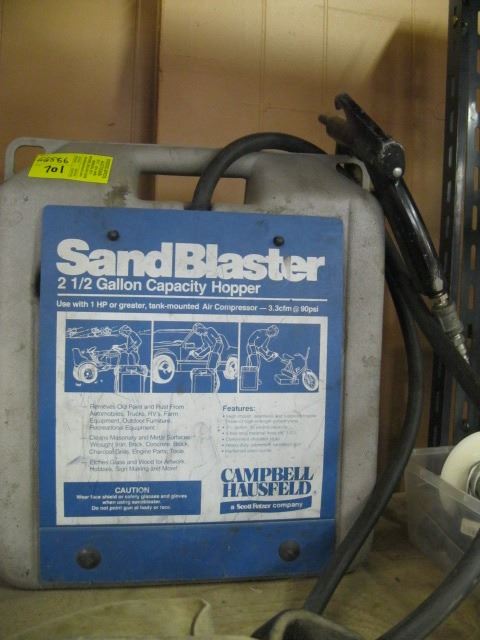 701
SandBlaster
2 1/2 Gallon Capacity Hopper
Use with 1 HP or greater, tank-mounted Air Compressor — 3.3cfm @ 90psi
— Removes Old Paint and Rust From
Automobiles, Trucks, RV's, Farm
Equipment, Outdoor Furniture,
Recreational Equipment
— Cleans Masonry and Metal Surfaces
Wrought Iron, Brick, Concrete, Block,
Charcoal Grills, Engine Parts, Tools
— Etches Glass and Wood for Artwork,
Hobbies, Sign Making and More!
Features:
CAUTION
Wear face shield or safety glasses and gloves
when using sandblaster.
Do not point gun at body or face.
CAMPBELL
HAUSFELD
a Scott Fetzer company